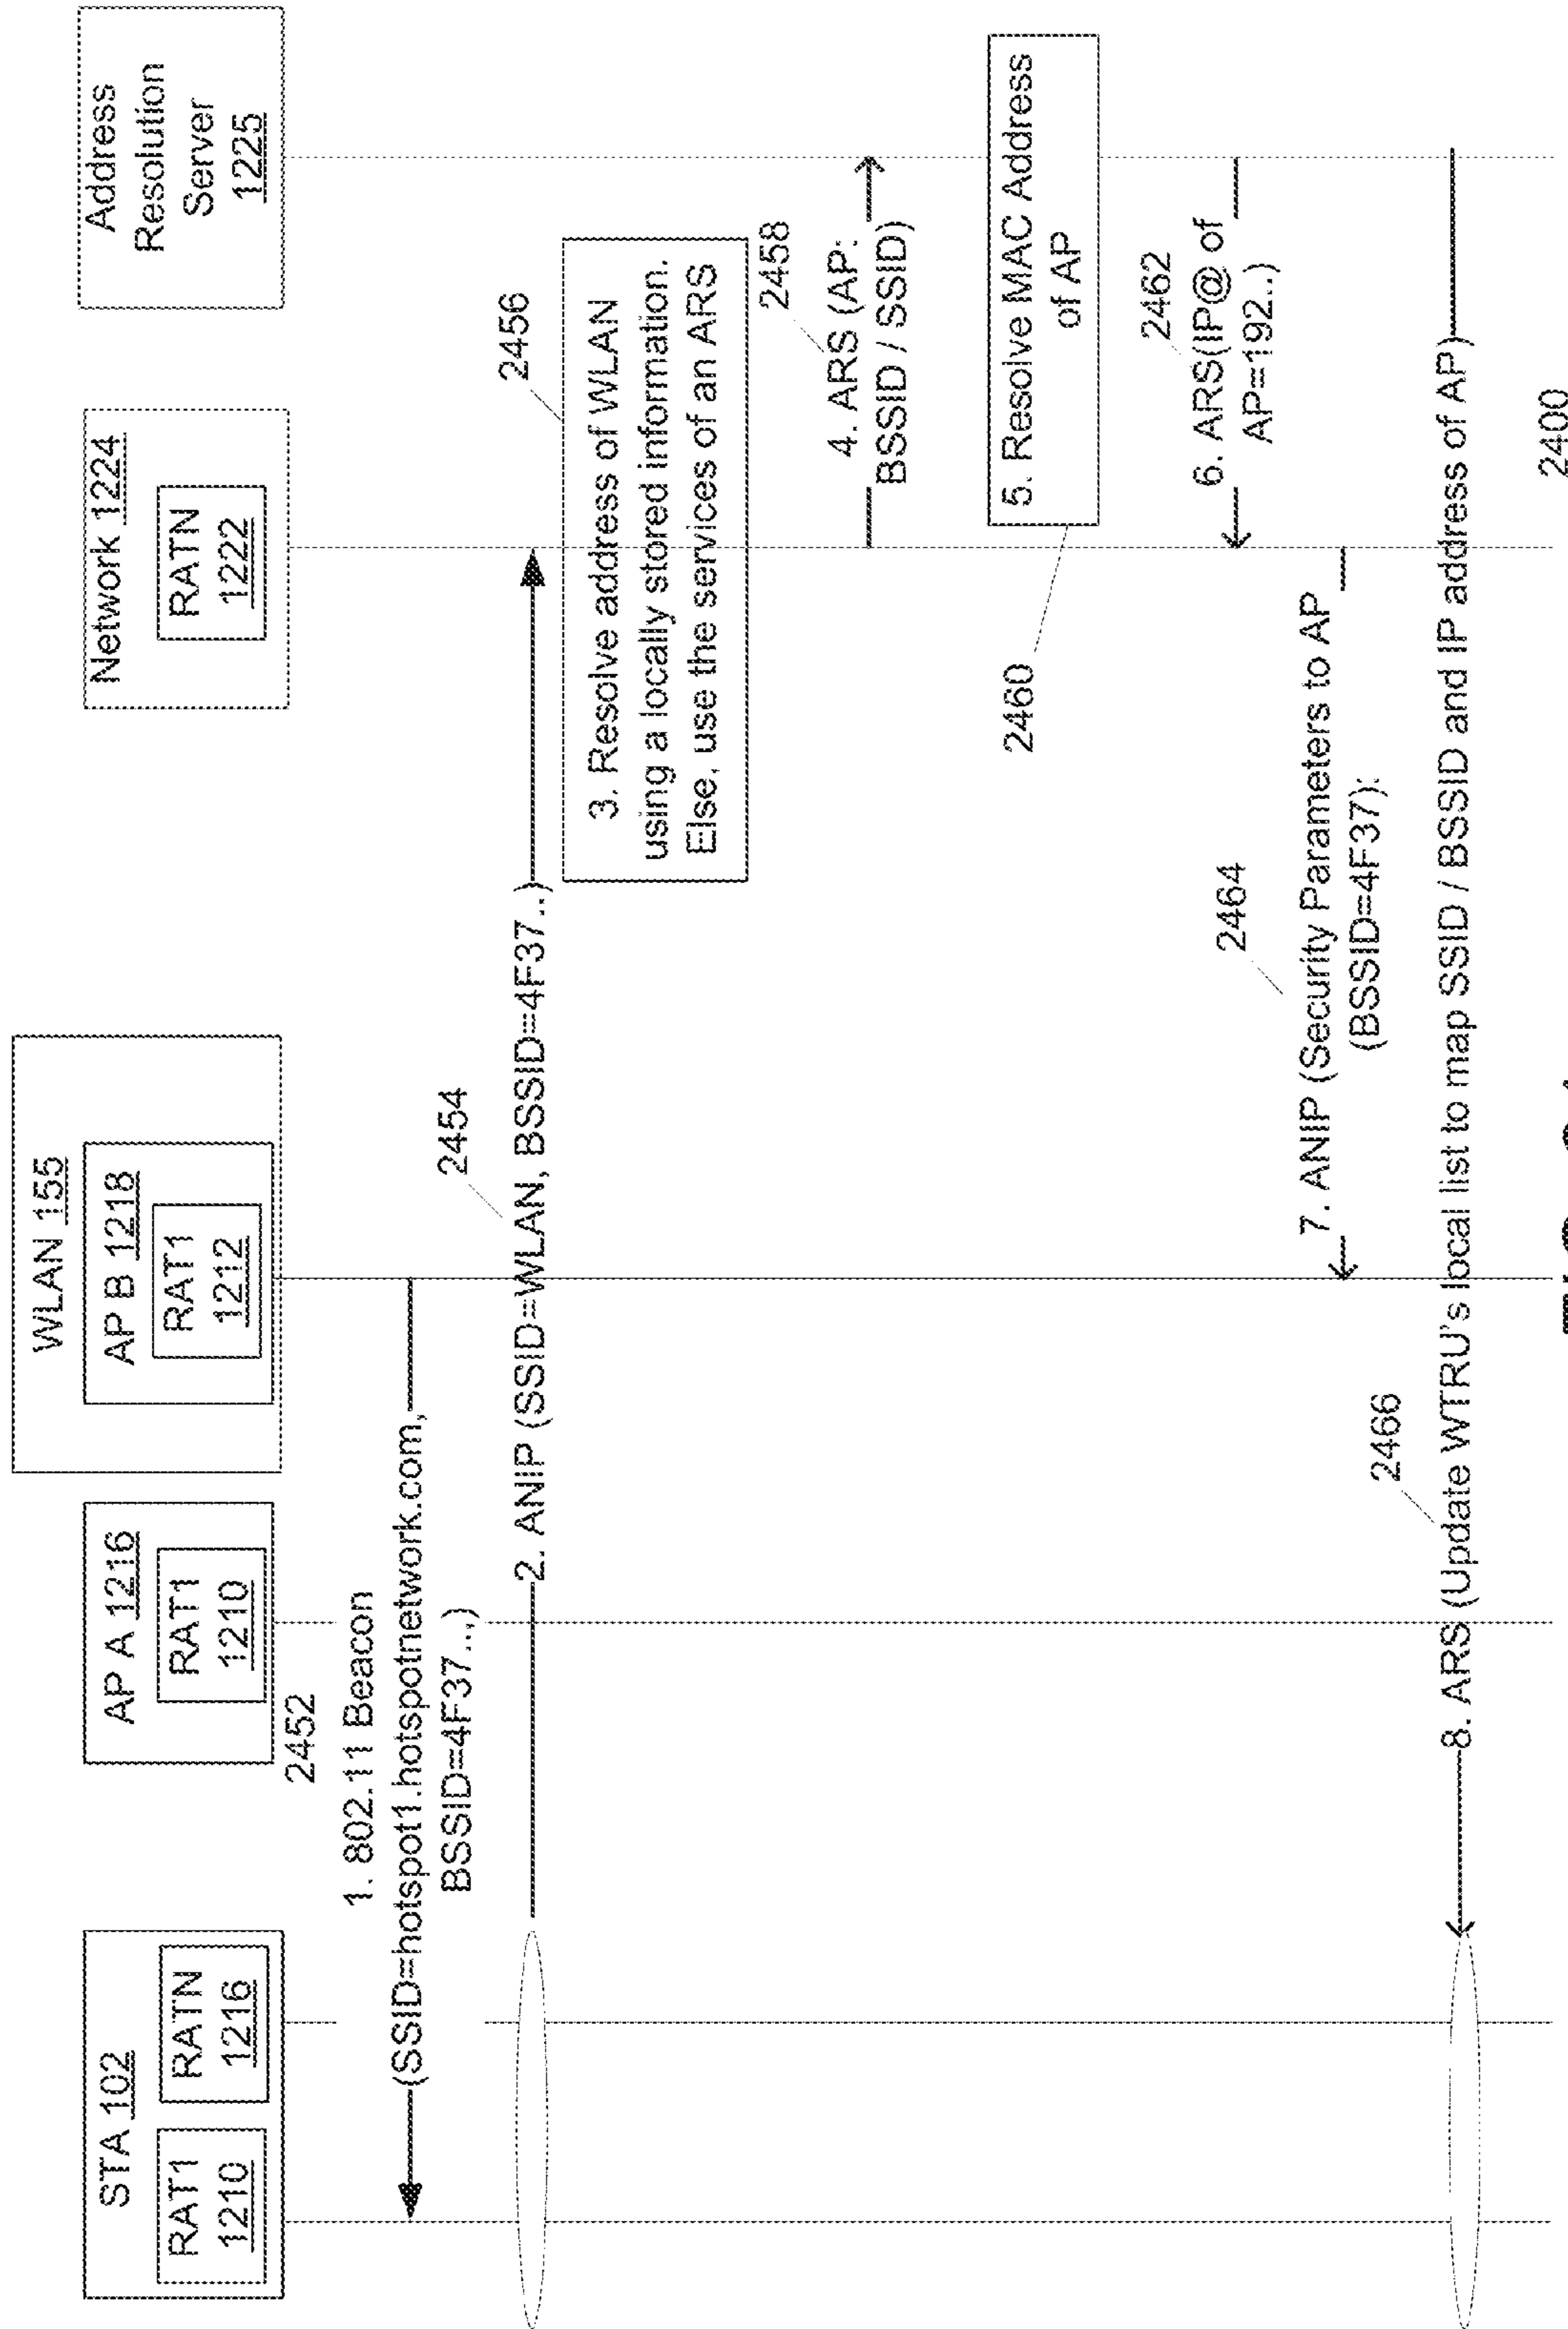 STA 102
RAT1
1210
RATN
1216
AP A 1216
RAT1
1210
WLAN 155
AP B 1218
RAT1
1212
Network 1224
RATN
1222
Address
Resolution
Server
1225
2452
1. 802.11 Beacon
(SSID=hotspot1.hotspotnetwork.com,
BSSID=4F37..,)
2454
2. ANIP (SSID=WLAN, BSSID=4F37..)
2456
3. Resolve address of WLAN
using a locally stored information.
Else, use the services of an ARS
2458
4. ARS (AP:
BSSID / SSID)
2460
5. Resolve MAC Address
of AP
2462
6. ARS(IP@ of
AP=192..)
2464
7. ANIP (Security Parameters to AP
(BSSID=4F37):
2466
8. ARS (Update WTRU's local list to map SSID / BSSID and IP address of AP)
2400